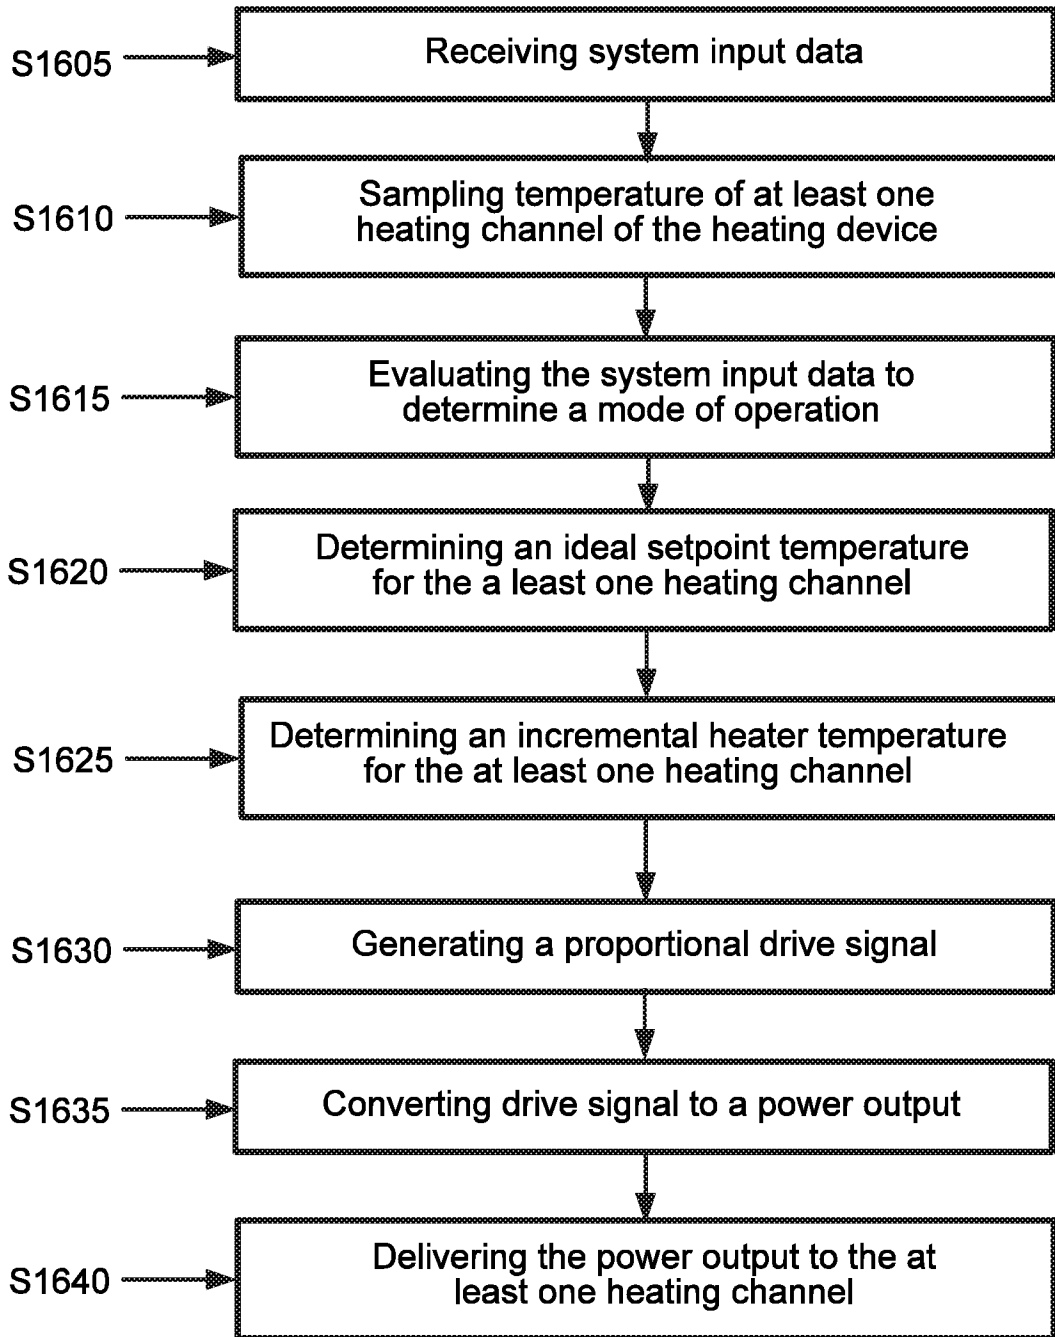 S1605
Receiving system input data
S1610
Sampling temperature of at least one
heating channel of the heating device
S1615
Evaluating the system input data to
determine a mode of operation
S1620
Determining an ideal setpoint temperature
for the a least one heating channel
S1625
Determining an incremental heater temperature
for the at least one heating channel
S1630
Generating a proportional drive signal
S1635
Converting drive signal to a power output
S1640
Delivering the power output to the at
least one heating channel